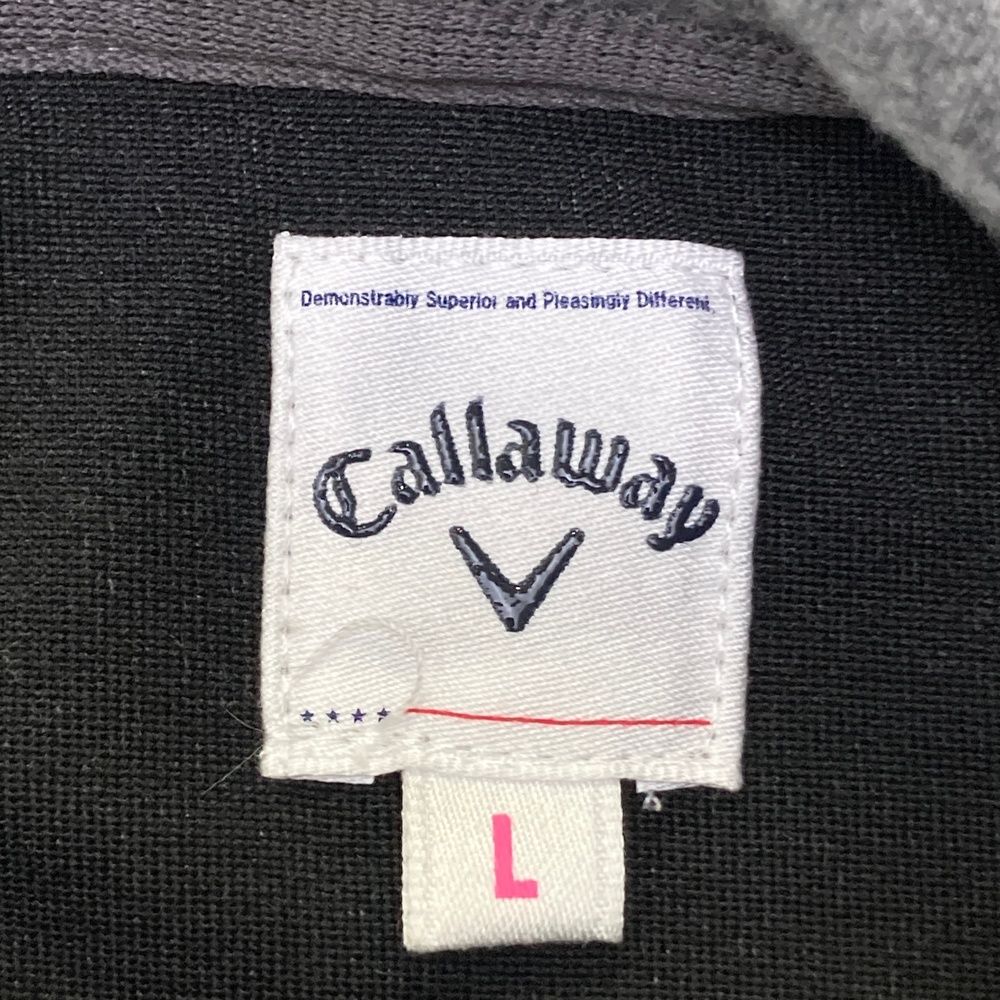 Demonstrably Superior and Pleasingly Different.
Callaway
L